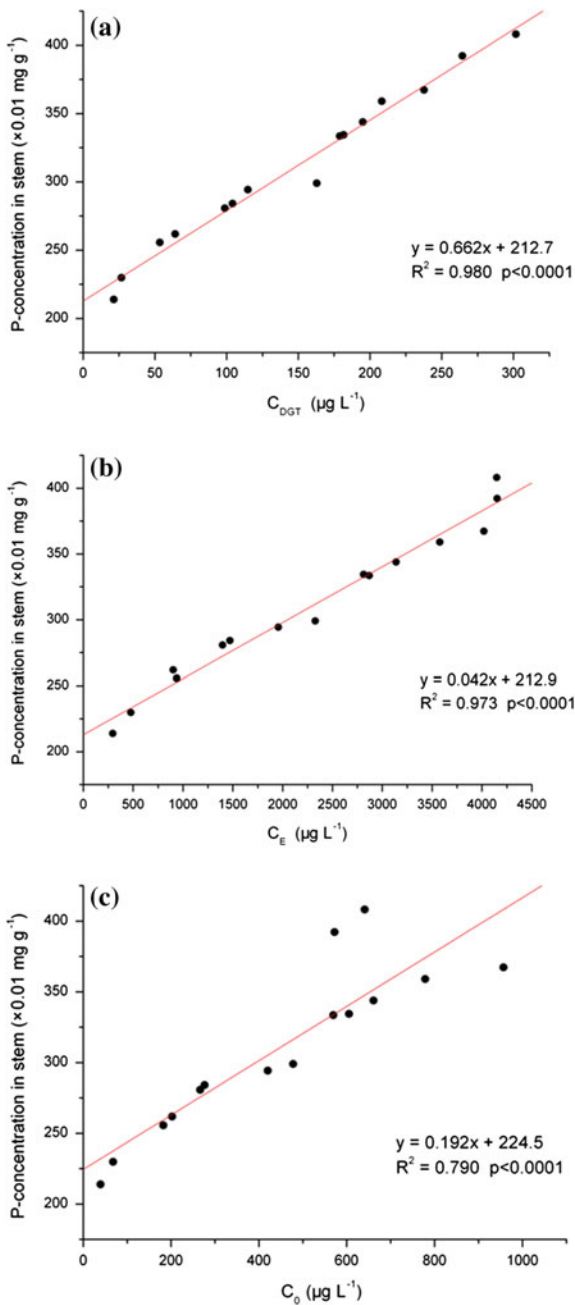 (a)
P-concentration in stem (×0.01 mg g⁻¹)
400
350
300
250
200
y = 0.662x + 212.7
R² = 0.980 p<0.0001
0 50 100 150 200 250 300
C_DGT (µg L⁻¹)
(b)
P-concentration in stem (×0.01 mg g⁻¹)
400
350
300
250
200
y = 0.042x + 212.9
R² = 0.973 p<0.0001
0 500 1000 1500 2000 2500 3000 3500 4000 4500
C_E (µg L⁻¹)
(c)
P-concentration in stem (×0.01 mg g⁻¹)
400
350
300
250
200
y = 0.192x + 224.5
R² = 0.790 p<0.0001
0 200 400 600 800 1000
C_0 (µg L⁻¹)